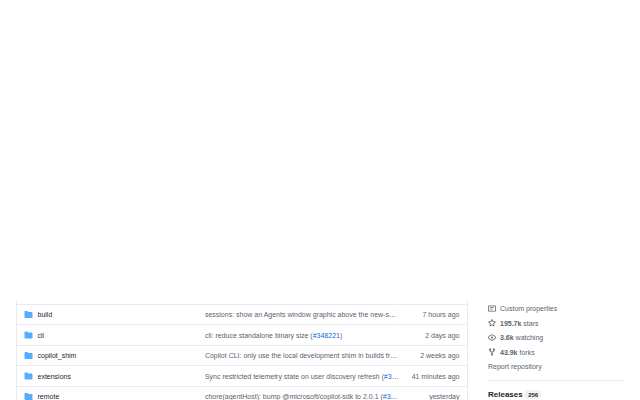 build sessions: show an Agents window graphic above the new-s... 7 hours ago
cli cli: reduce standalone binary size (#348221) 2 days ago
copilot_shim Copilot CLI: only use the local development shim in builds fr... 2 weeks ago
extensions Sync restricted telemetry state on user discovery refresh (#3... 41 minutes ago
remote chore(agentHost): bump @microsoft/copilot-sdk to 2.0.1 (#3... yesterday
Custom properties
195.7k stars
3.6k watching
43.9k forks
Report repository
Releases 256